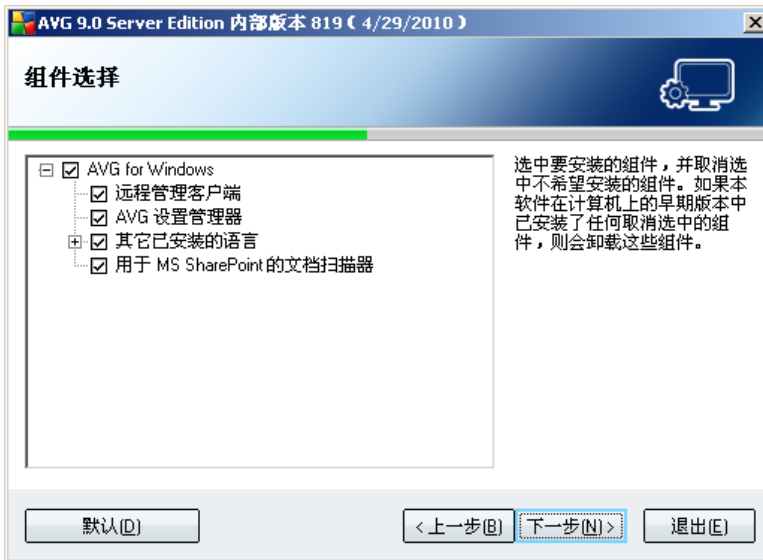 AVG 9.0 Server Edition 内部版本 819 ( 4/29/2010 )
组件选择
AVG for Windows
远程管理客户端
AVG 设置管理器
其它已安装的语言
用于 MS SharePoint 的文档扫描器
选中要安装的组件，并取消选
中不希望安装的组件。如果本
软件在计算机上的早期版本中
已安装了任何取消选中的组
件，则会卸载这些组件。
默认(D)
<上一步(B)
下一步(N)>
退出(E)